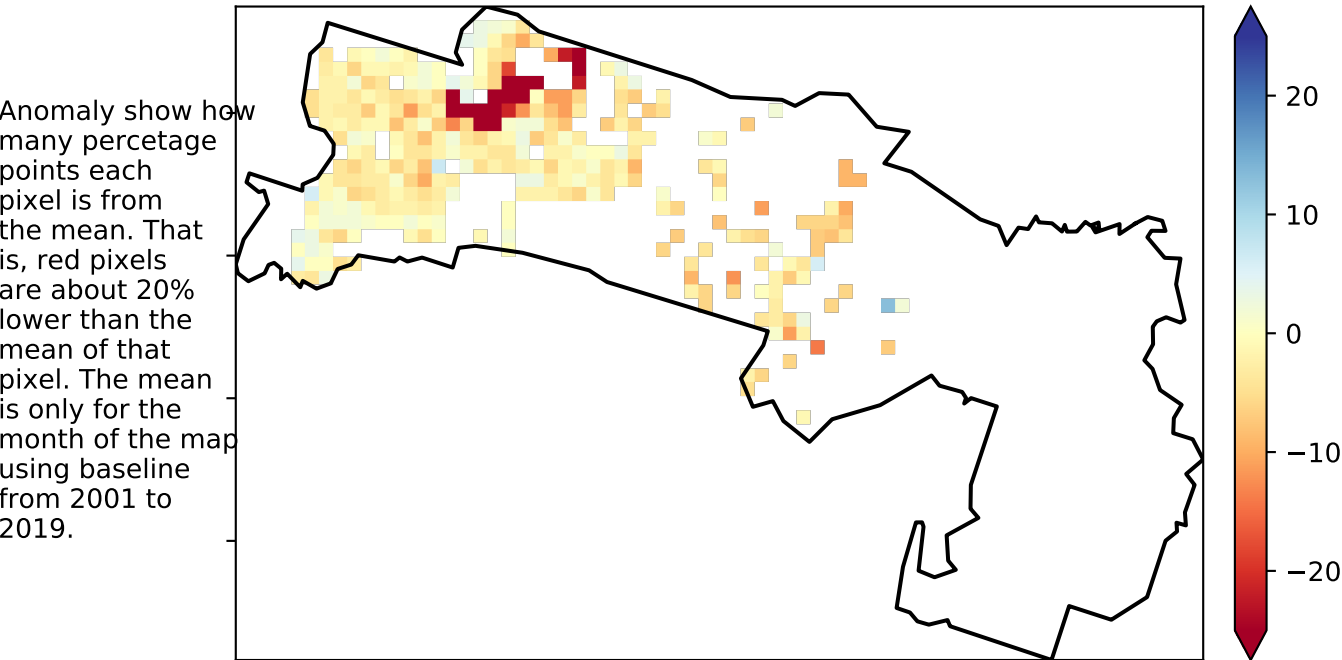 Anomaly show how
many percetage
points each
pixel is from
the mean. That
is, red pixels
are about 20%
lower than the
mean of that
pixel. The mean
is only for the
month of the map
using baseline
from 2001 to
2019.
20
10
0
−10
−20